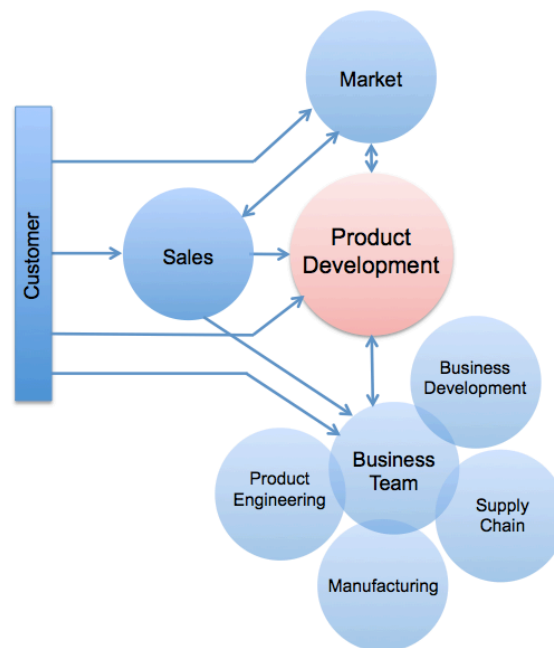 Market
Customer
Sales
Product
Development
Business
Development
Business
Team
Product
Engineering
Supply
Chain
Manufacturing